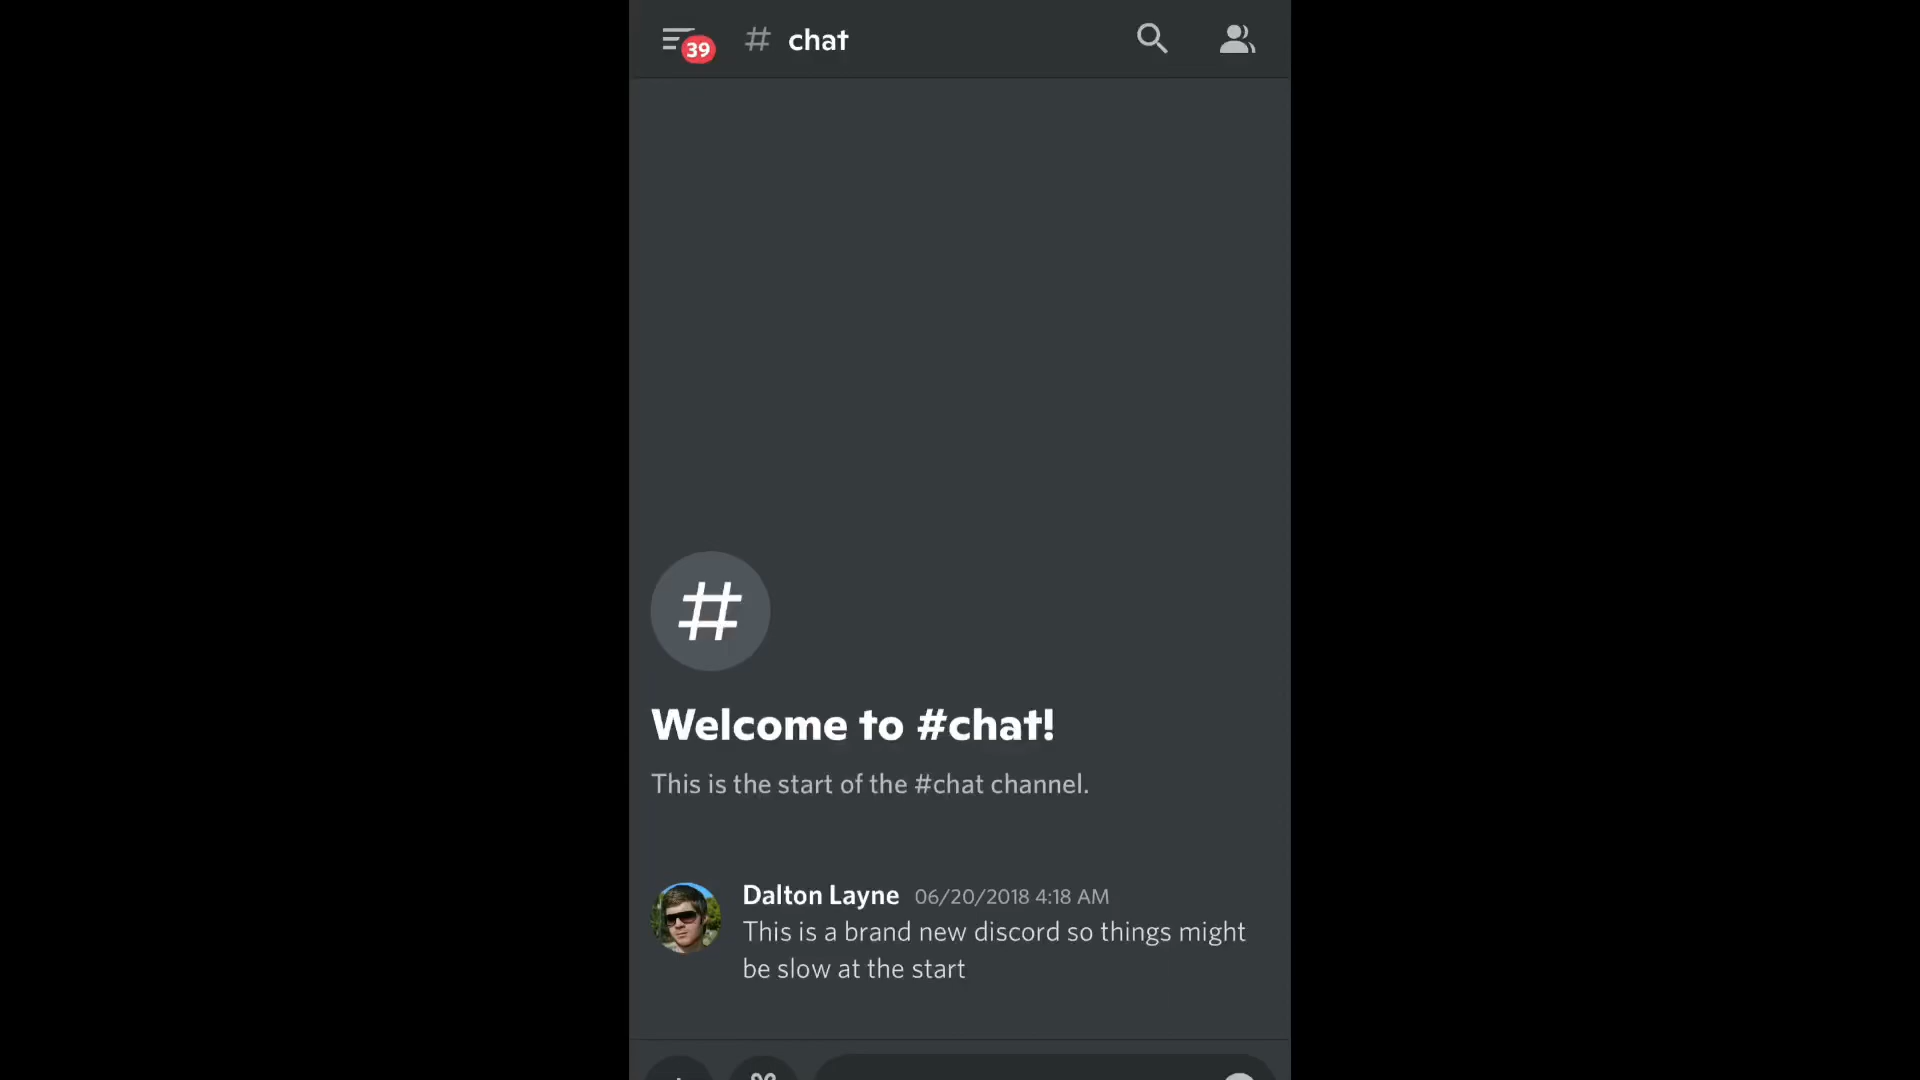 39 # chat
#
Welcome to #chat!
This is the start of the #chat channel.
Dalton Layne 06/20/2018 4:18 AM
This is a brand new discord so things might
be slow at the start